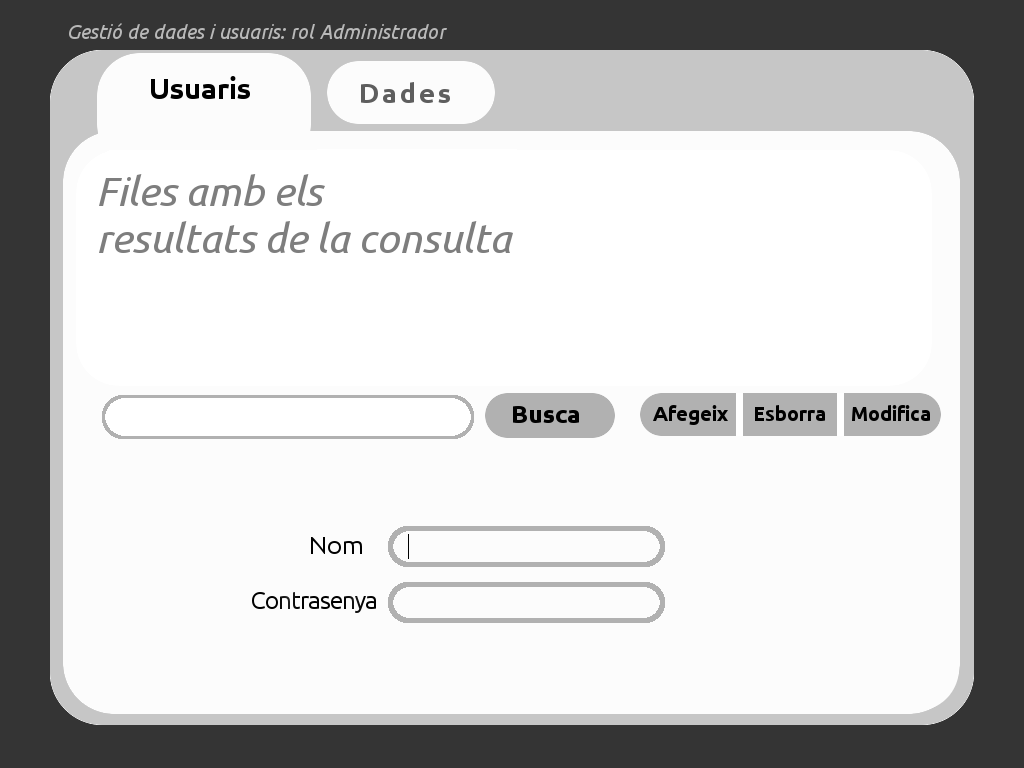 Gestió de dades i usuaris: rol Administrador
Usuaris
Dades
Files amb els
resultats de la consulta
Busca
Afegeix
Esborra
Modifica
Nom
Contrasenya